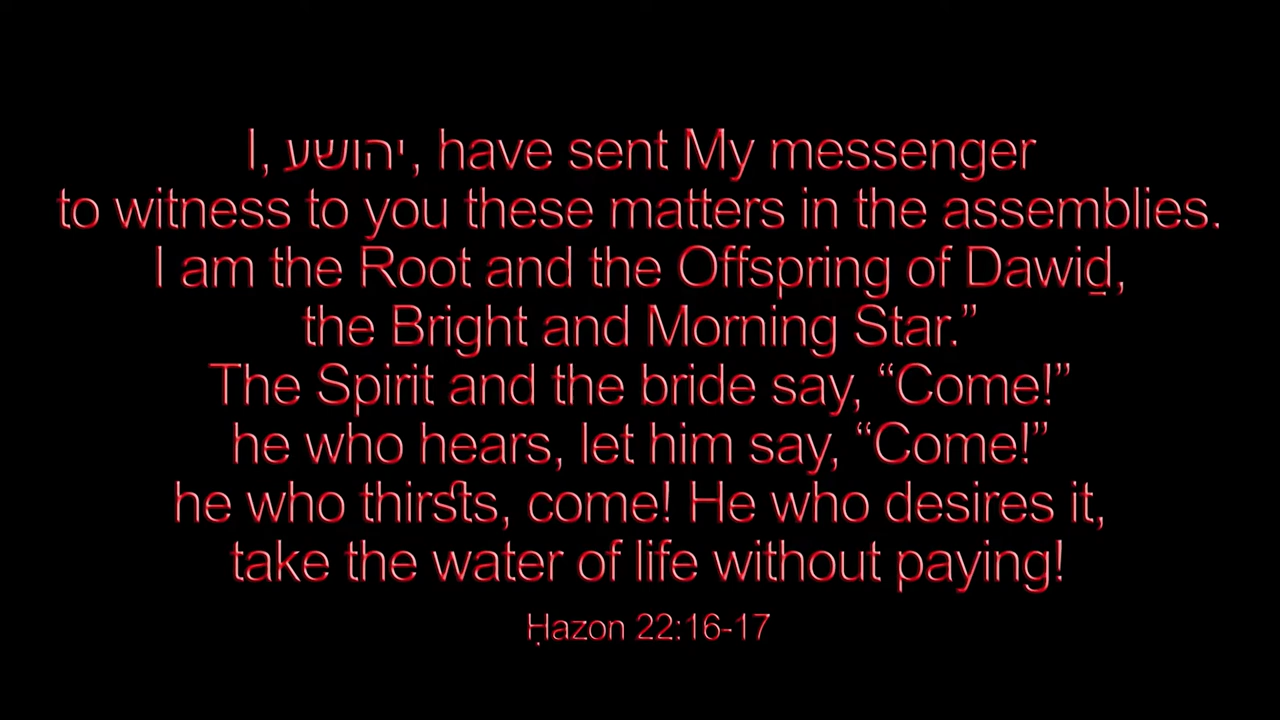 I, יהושע, have sent My messenger
to witness to you these matters in the assemblies.
I am the Root and the Offspring of Dawiḏ,
the Bright and Morning Star.”
The Spirit and the bride say, “Come!”
he who hears, let him say, “Come!”
he who thirsts, come! He who desires it,
take the water of life without paying!
Ḥazon 22:16-17